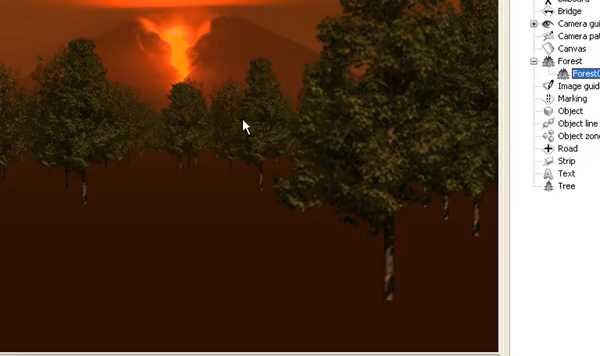 Billboard
Bridge
Camera gui
Camera pa
Canvas
Forest
Forest0
Image guid
Marking
Object
Object line
Object zon
Road
Strip
Text
Tree